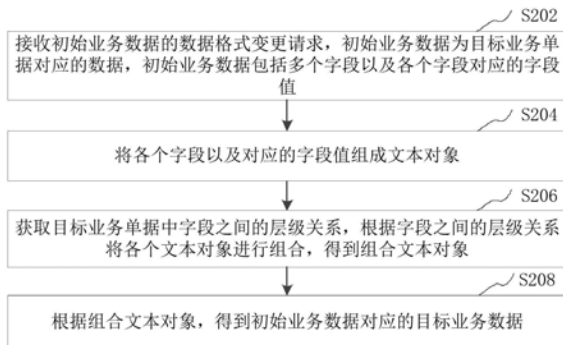 S202
接收初始业务数据的数据格式变更请求，初始业务数据为目标业务单
据对应的数据，初始业务数据包括多个字段以及各个字段对应的字段
值
S204
将各个字段以及对应的字段值组成文本对象
S206
获取目标业务单据中字段之间的层级关系，根据字段之间的层级关系
将各个文本对象进行组合，得到组合文本对象
S208
根据组合文本对象，得到初始业务数据对应的目标业务数据